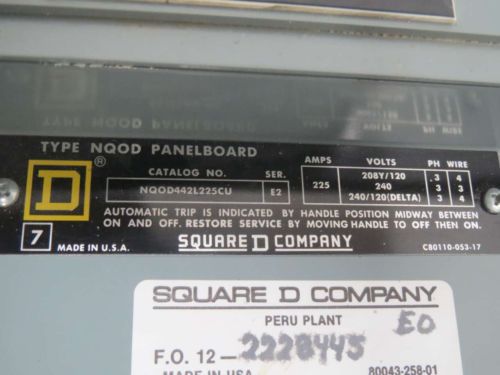 TYPE NQOD PANELBOARD
CATALOG NO. SER. AMPS VOLTS PH WIRE
NQOD442L225CU E2 225 208Y/120 3 4
240 3 3
240/120(DELTA) 3 4
AUTOMATIC TRIP IS INDICATED BY HANDLE POSITION MIDWAY BETWEEN
ON AND OFF. RESTORE SERVICE BY MOVING HANDLE TO OFF THEN ON.
D ®
7 MADE IN U.S.A. SQUARE D COMPANY C80110-053-17
SQUARE D COMPANY
PERU PLANT EO
F.O. 12-2228445
MADE IN USA 80043-258-01